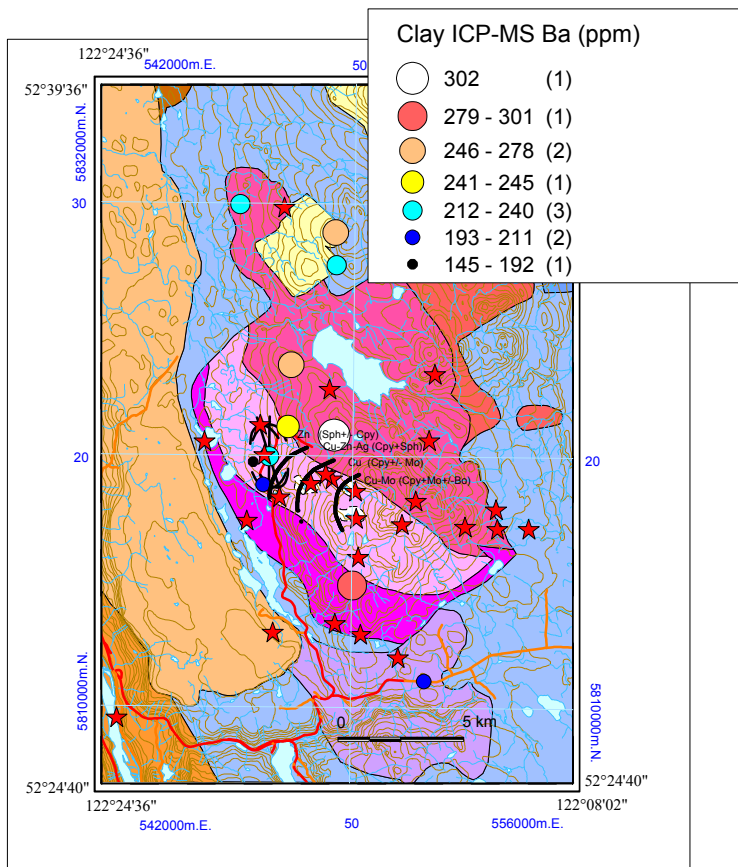 Clay ICP-MS Ba (ppm)
302 (1)
279 - 301 (1)
246 - 278 (2)
241 - 245 (1)
212 - 240 (3)
193 - 211 (2)
145 - 192 (1)
122°24'36"
542000m.E.
50
52°39'36"
5832000m.N.
30
Zn (Sph+/- Cpy)
Cu-Zn-Ag (Cpy+Sph)
Cu (Cpy+/- Mo)
Cu-Mo (Cpy+Mo+/-Bo)
20
20
5810000m.N.
5810000m.N.
0 5 km
52°24'40"
52°24'40"
122°24'36"
122°08'02"
542000m.E.
50
556000m.E.